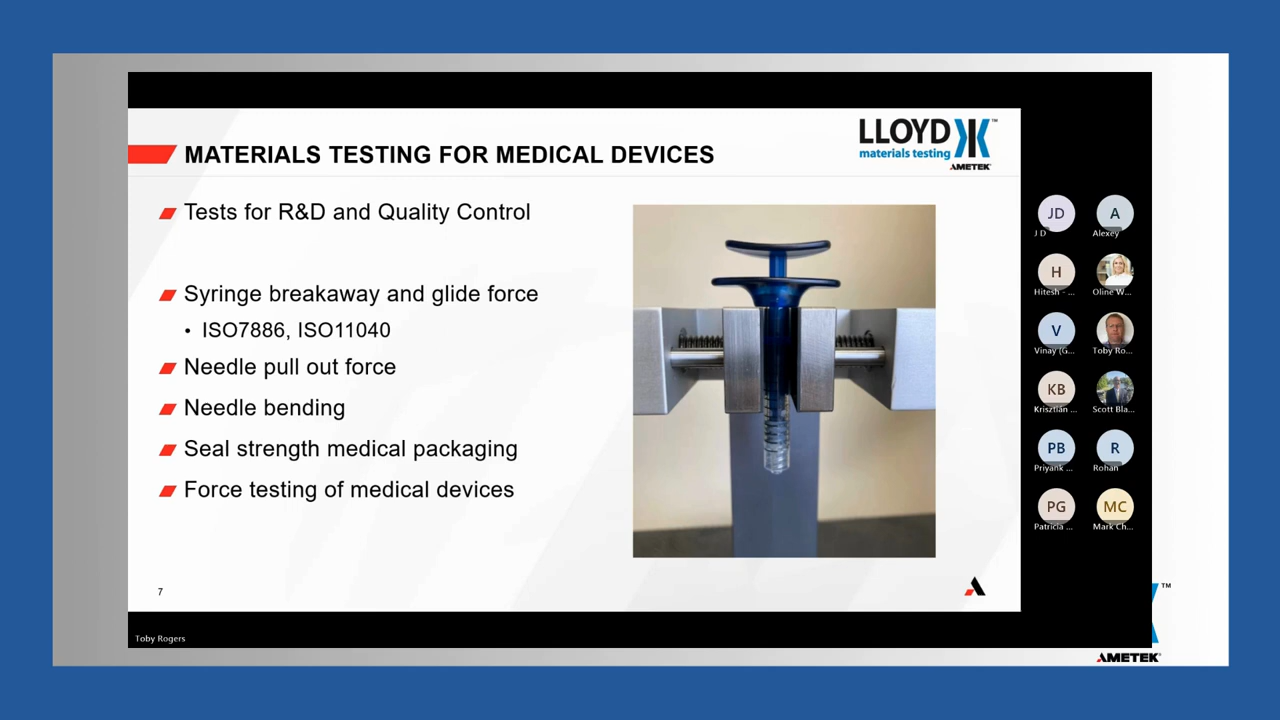 LLOYD
materials testing
AMETEK®
MATERIALS TESTING FOR MEDICAL DEVICES
Tests for R&D and Quality Control
Syringe breakaway and glide force
• ISO7886, ISO11040
Needle pull out force
Needle bending
Seal strength medical packaging
Force testing of medical devices
7
JD
J D
A
Alexey
H
Hitesh - ...
Oline W...
V
Vinay (G...
Toby Ro...
KB
Krisztian ...
Scott Bla...
PB
Priyank ...
R
Rohan
PG
Patricia ...
MC
Mark Ch...
Toby Rogers
TM
AMETEK®